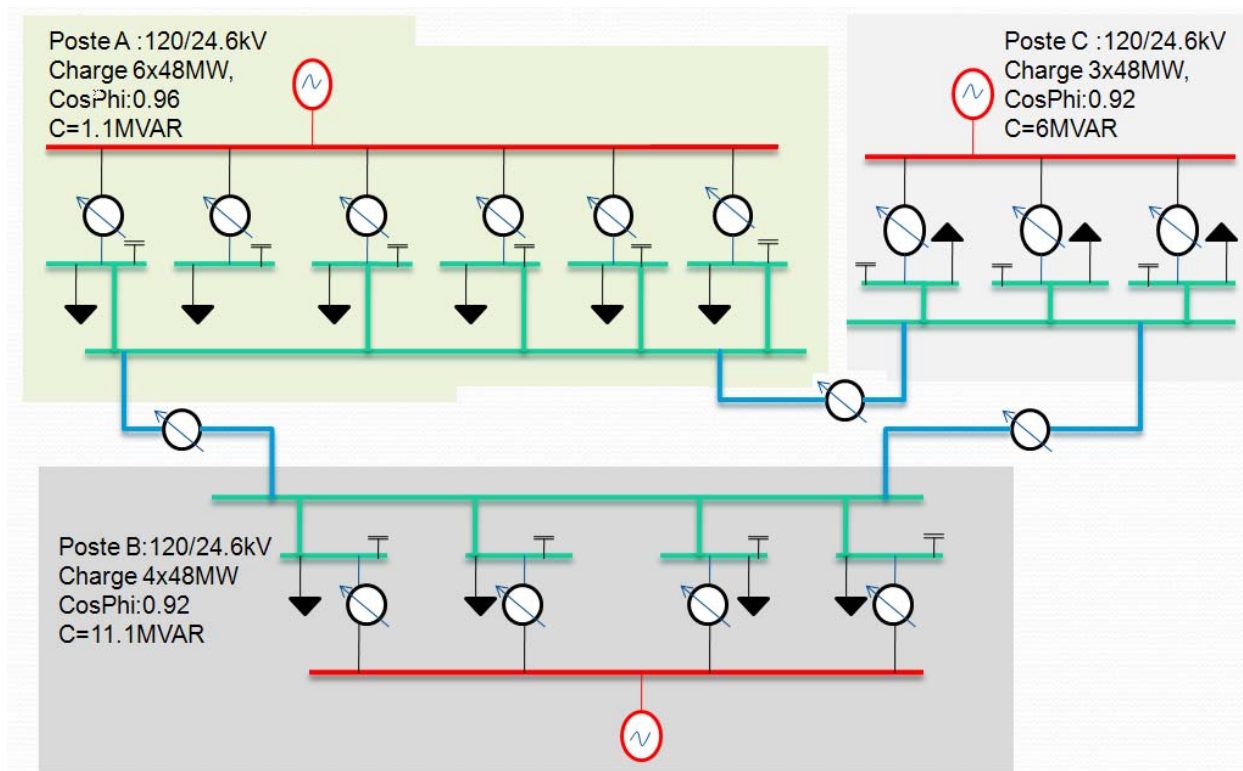 Poste A :120/24.6kV
Charge 6x48MW,
CosPhi:0.96
C=1.1MVAR
Poste C :120/24.6kV
Charge 3x48MW,
CosPhi:0.92
C=6MVAR
Poste B:120/24.6kV
Charge 4x48MW
CosPhi:0.92
C=11.1MVAR